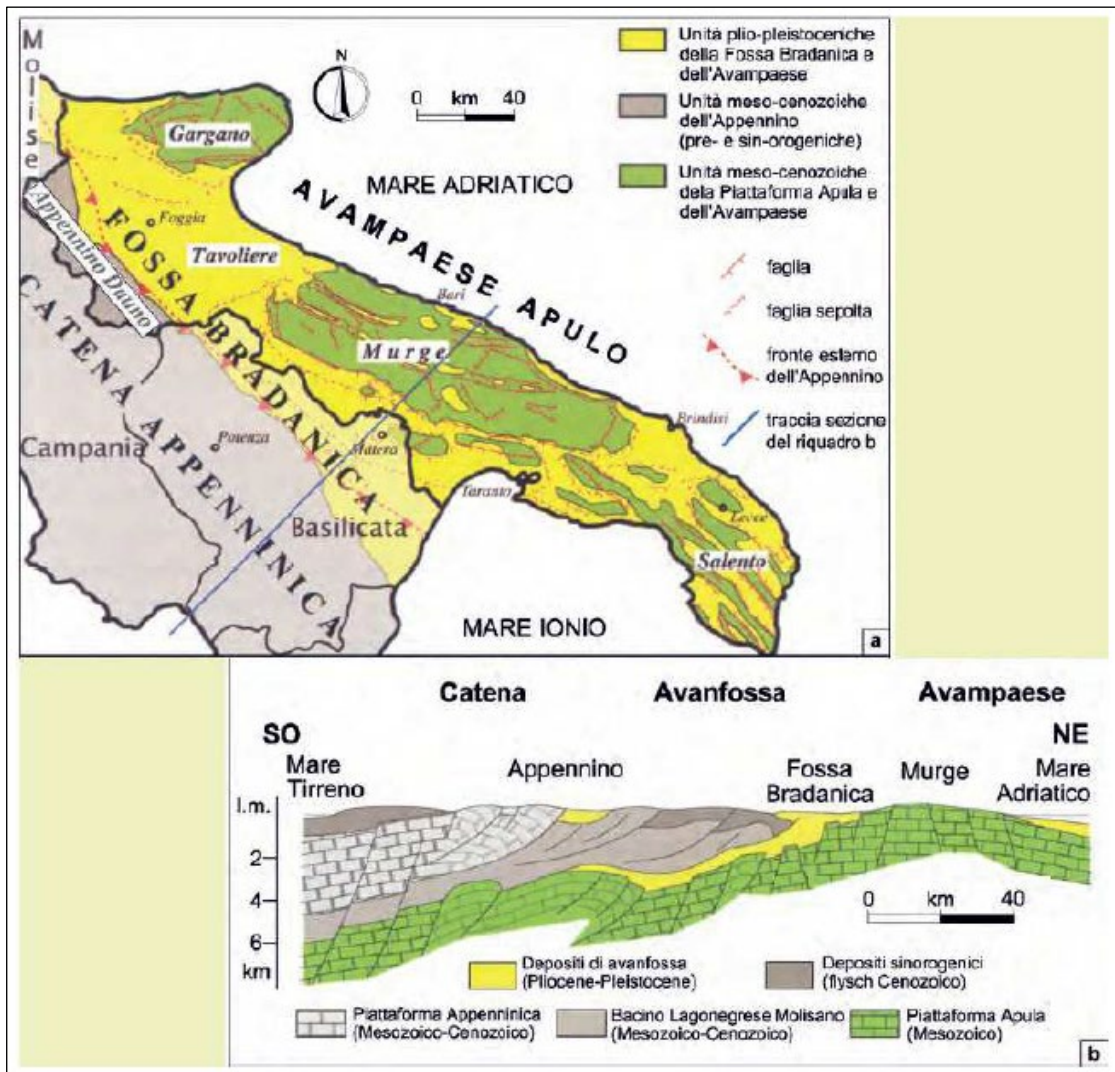 Molise
N
0 km 40
Unità plio-pleistoceniche
della Fossa Bradanica e
dell'Avampaese
Unità meso-cenozoiche
dell'Appennino
(pre- e sin-orogeniche)
Unità meso-cenozoiche
dela Piattaforma Apula e
dell'Avampaese
faglia
faglia sepolta
fronte esterno
dell'Appennino
traccia sezione
del riquadro b
Gargano
MARE ADRIATICO
AVAMPAESE APULO
Appennino Dauno
Foggia
Tavoliere
FOSSA BRADANICA
CATENA APPENNINICA
Bari
Murge
Brindisi
Campania
Potenza
Matera
Taranto
Basilicata
Lecce
Salento
MARE IONIO
a
Catena Avanfossa Avampaese
SO NE
Mare
Tirreno
Appennino
Fossa
Bradanica
Murge
Mare
Adriatico
l.m.
2
4
6
km
0 km 40
Depositi di avanfossa
(Pliocene-Pleistocene)
Depositi sinorogenici
(flysch Cenozoico)
Piattaforma Appenninica
(Mesozoico-Cenozoico)
Bacino Lagonegrese Molisano
(Mesozoico-Cenozoico)
Piattaforma Apula
(Mesozoico)
b